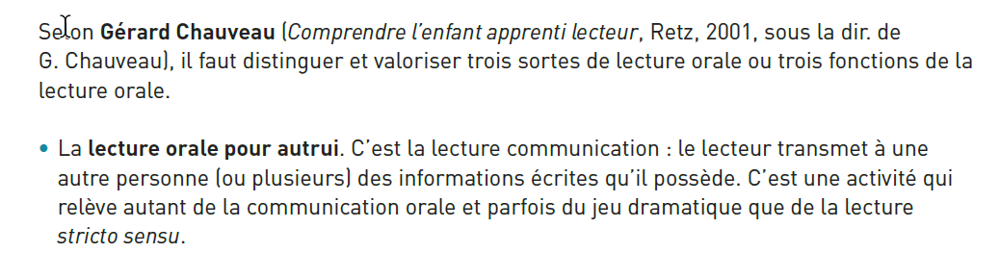 Selon Gérard Chauveau (Comprendre l’enfant apprenti lecteur, Retz, 2001, sous la dir. de
G. Chauveau), il faut distinguer et valoriser trois sortes de lecture orale ou trois fonctions de la
lecture orale.
• La lecture orale pour autrui. C’est la lecture communication : le lecteur transmet à une
autre personne (ou plusieurs) des informations écrites qu’il possède. C’est une activité qui
relève autant de la communication orale et parfois du jeu dramatique que de la lecture
stricto sensu.